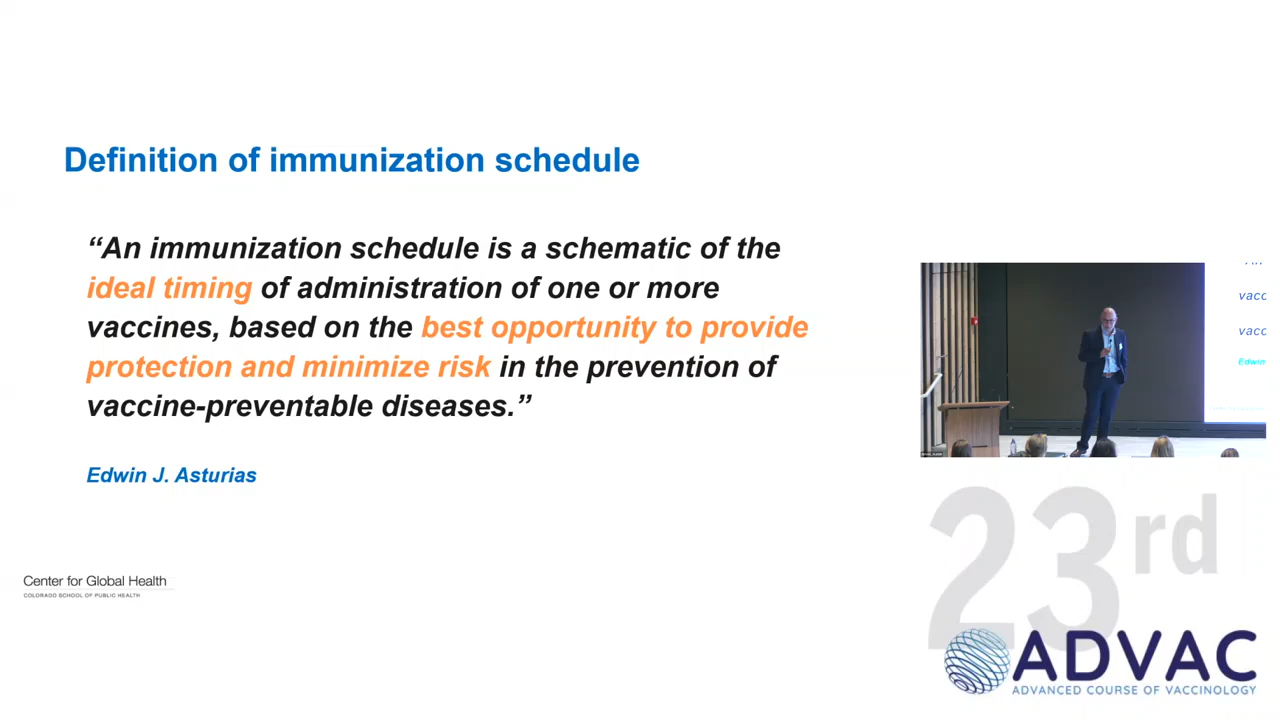 Definition of immunization schedule
“An immunization schedule is a schematic of the
ideal timing of administration of one or more
vaccines, based on the best opportunity to provide
protection and minimize risk in the prevention of
vaccine-preventable diseases.”
Edwin J. Asturias
Center for Global Health
COLORADO SCHOOL OF PUBLIC HEALTH
vacc
vacc
Edwin
23rd
ADVAC
ADVANCED COURSE OF VACCINOLOGY